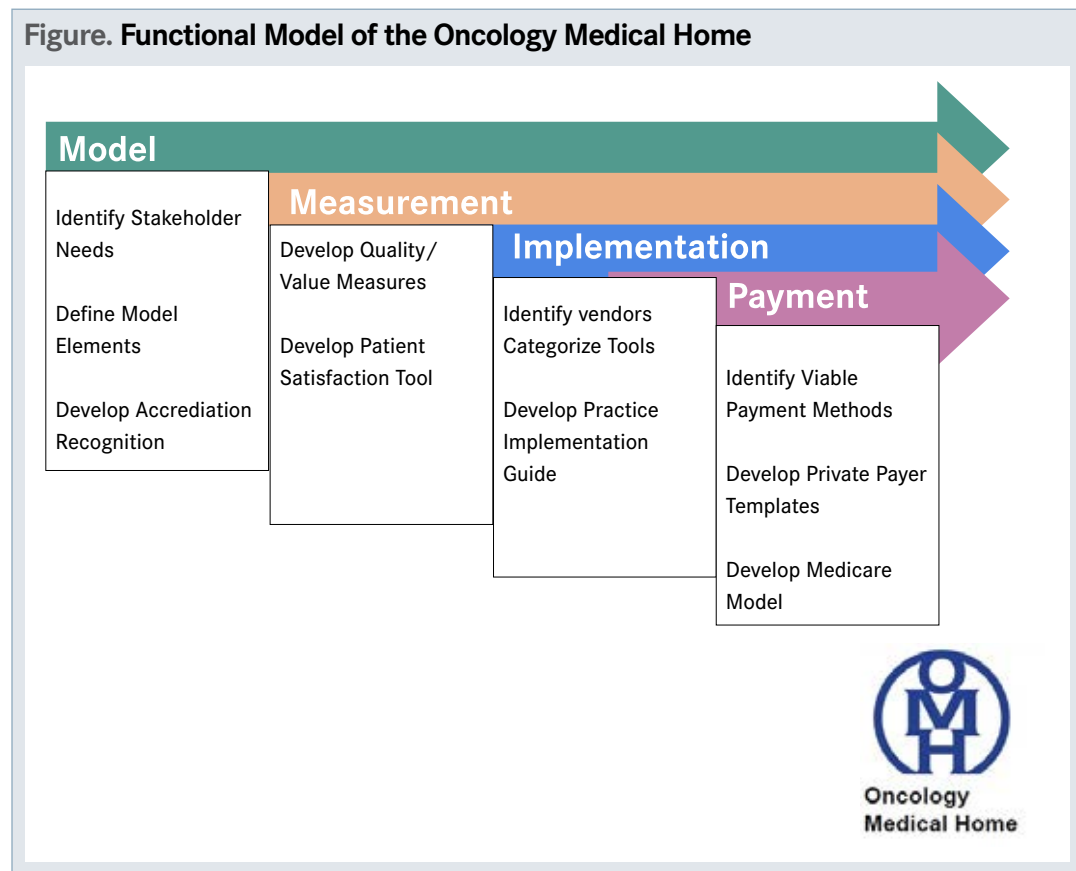 Figure. Functional Model of the Oncology Medical Home
Model
Identify Stakeholder
Needs
Define Model
Elements
Develop Accrediation
Recognition
Measurement
Develop Quality/
Value Measures
Develop Patient
Satisfaction Tool
Implementation
Identify vendors
Categorize Tools
Develop Practice
Implementation
Guide
Payment
Identify Viable
Payment Methods
Develop Private Payer
Templates
Develop Medicare
Model
OMH
Oncology
Medical Home